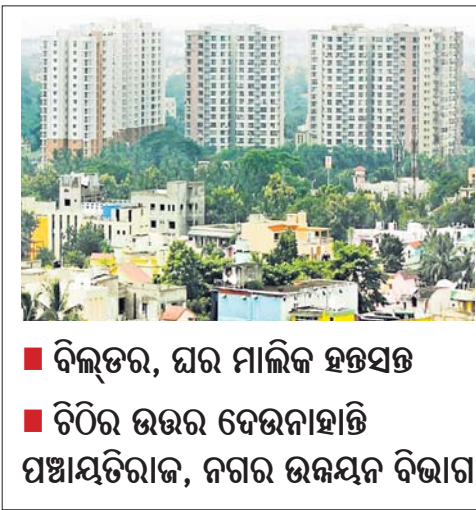 ■ ବିଲ୍‌ଡର, ଘର ମାଲିକ ହନ୍ତସନ୍ତ
■ ଚିଠିର ଉତ୍ତର ଦେଉନାହାନ୍ତି
ପଞ୍ଚାୟତିରାଜ, ନଗର ଉନ୍ନୟନ ବିଭାଗ